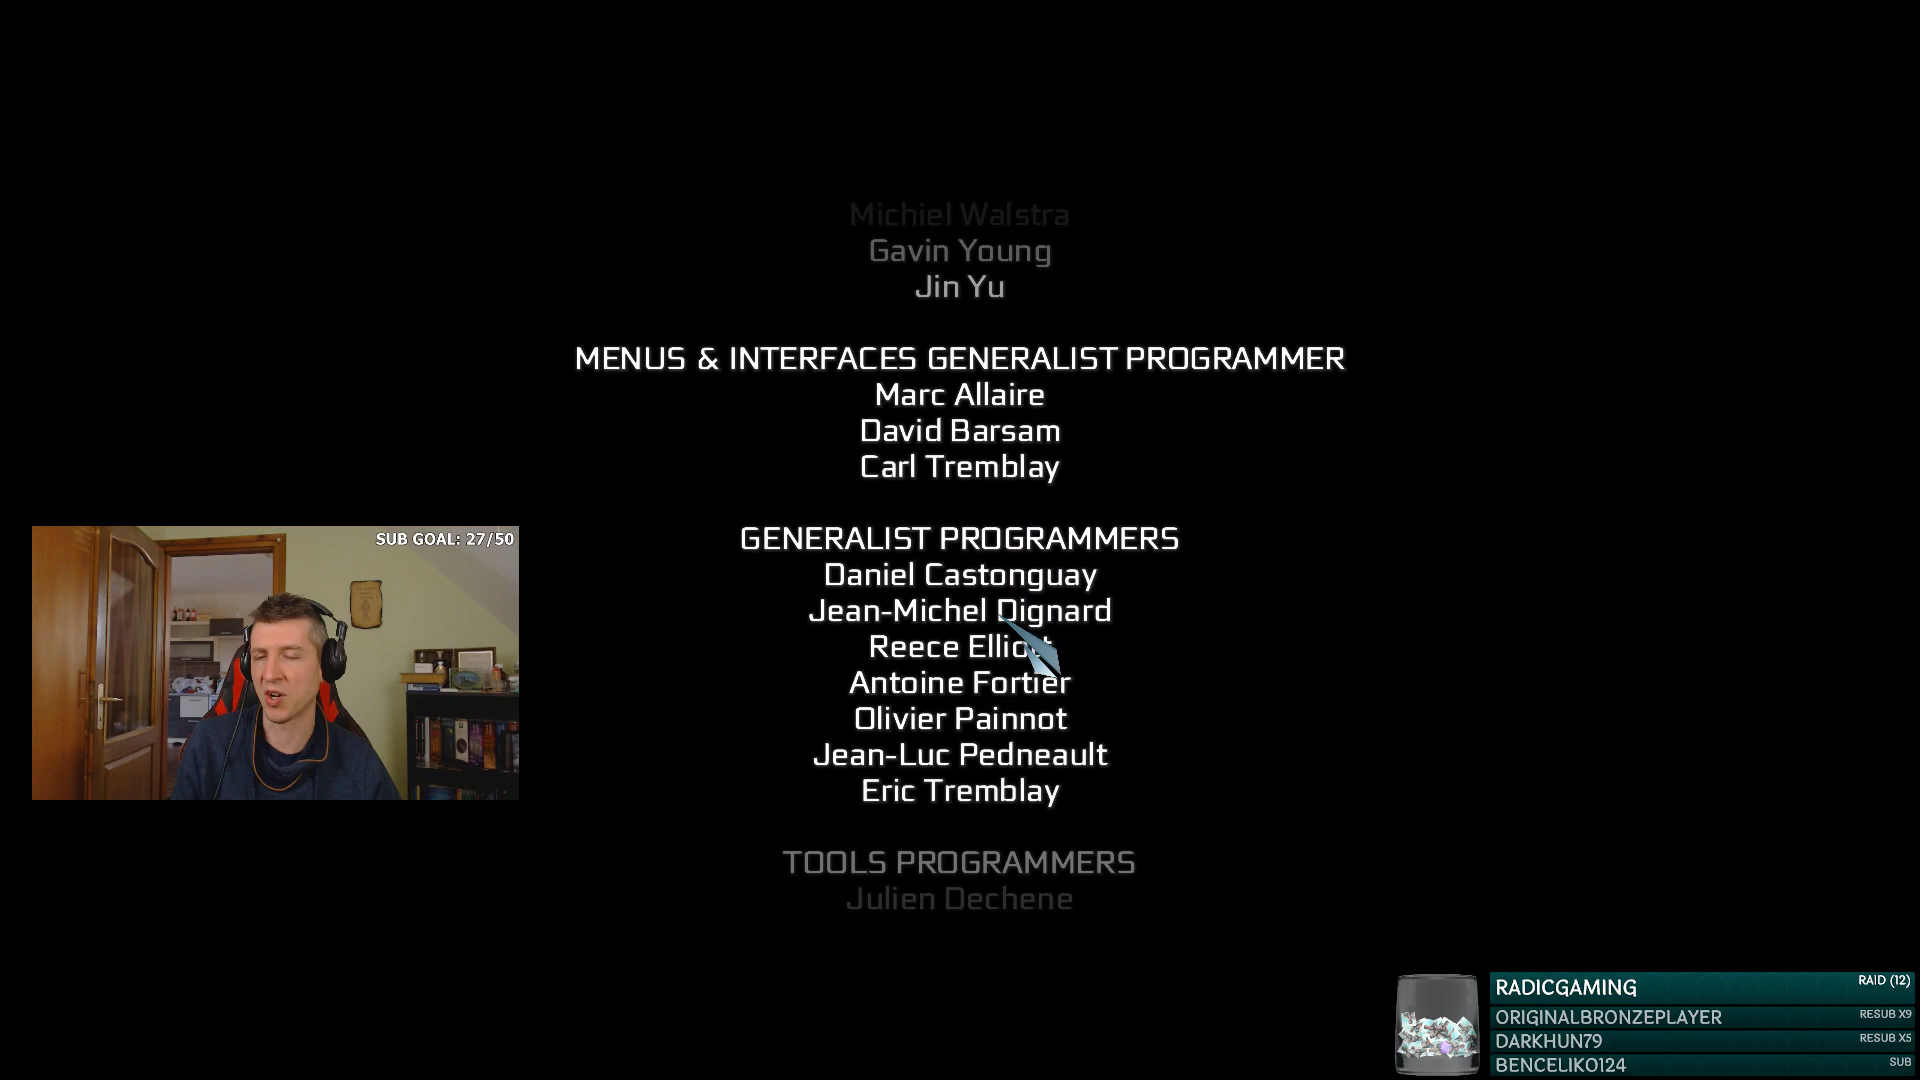 Michiel Walstra
Gavin Young
Jin Yu
MENUS & INTERFACES GENERALIST PROGRAMMER
Marc Allaire
David Barsam
Carl Tremblay
GENERALIST PROGRAMMERS
Daniel Castonguay
Jean-Michel Dignard
Reece Elliott
Antoine Fortier
Olivier Painnot
Jean-Luc Pedneault
Eric Tremblay
TOOLS PROGRAMMERS
Julien Dechene
SUB GOAL: 27/50
RADICGAMING RAID (12)
ORIGINALBRONZEPLAYER RESUB X9
DARKHUN79 RESUB X5
BENCELIKO124 SUB